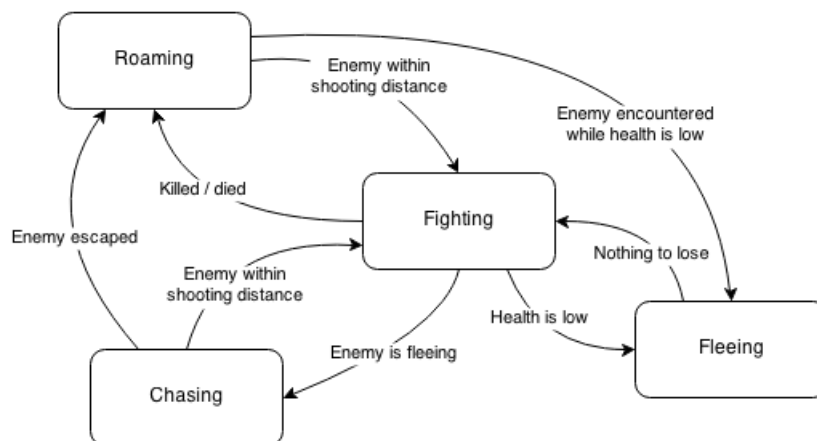 Roaming
Enemy within
shooting distance
Enemy encountered
while health is low
Killed / died
Fighting
Enemy escaped
Nothing to lose
Enemy within
shooting distance
Health is low
Enemy is fleeing
Fleeing
Chasing